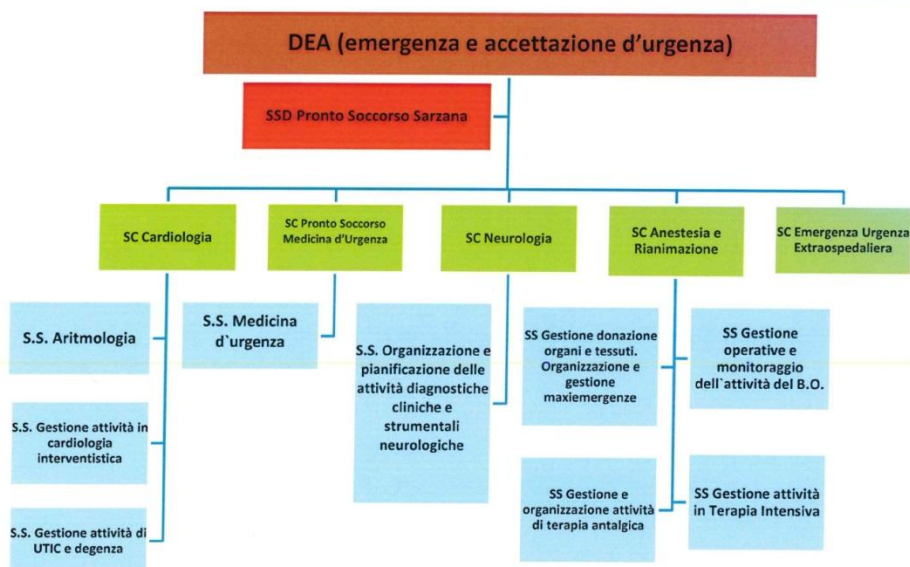 DEA (emergenza e accettazione d'urgenza)
SSD Pronto Soccorso Sarzana
SC Cardiologia
SC Pronto Soccorso
Medicina d'Urgenza
SC Neurologia
SC Anestesia e
Rianimazione
SC Emergenza Urgenza
Extraospedaliera
S.S. Aritmologia
S.S. Gestione attività in
cardiologia
interventistica
S.S. Gestione attività di
UTIC e degenza
S.S. Medicina
d`urgenza
S.S. Organizzazione e
pianificazione delle
attività diagnostiche
cliniche e
strumentali
neurologiche
SS Gestione donazione
organi e tessuti.
Organizzazione e
gestione
maxiemergenze
SS Gestione
operative e
monitoraggio
dell`attività del B.O.
SS Gestione e
organizzazione attività
di terapia antalgica
SS Gestione attività
in Terapia Intensiva